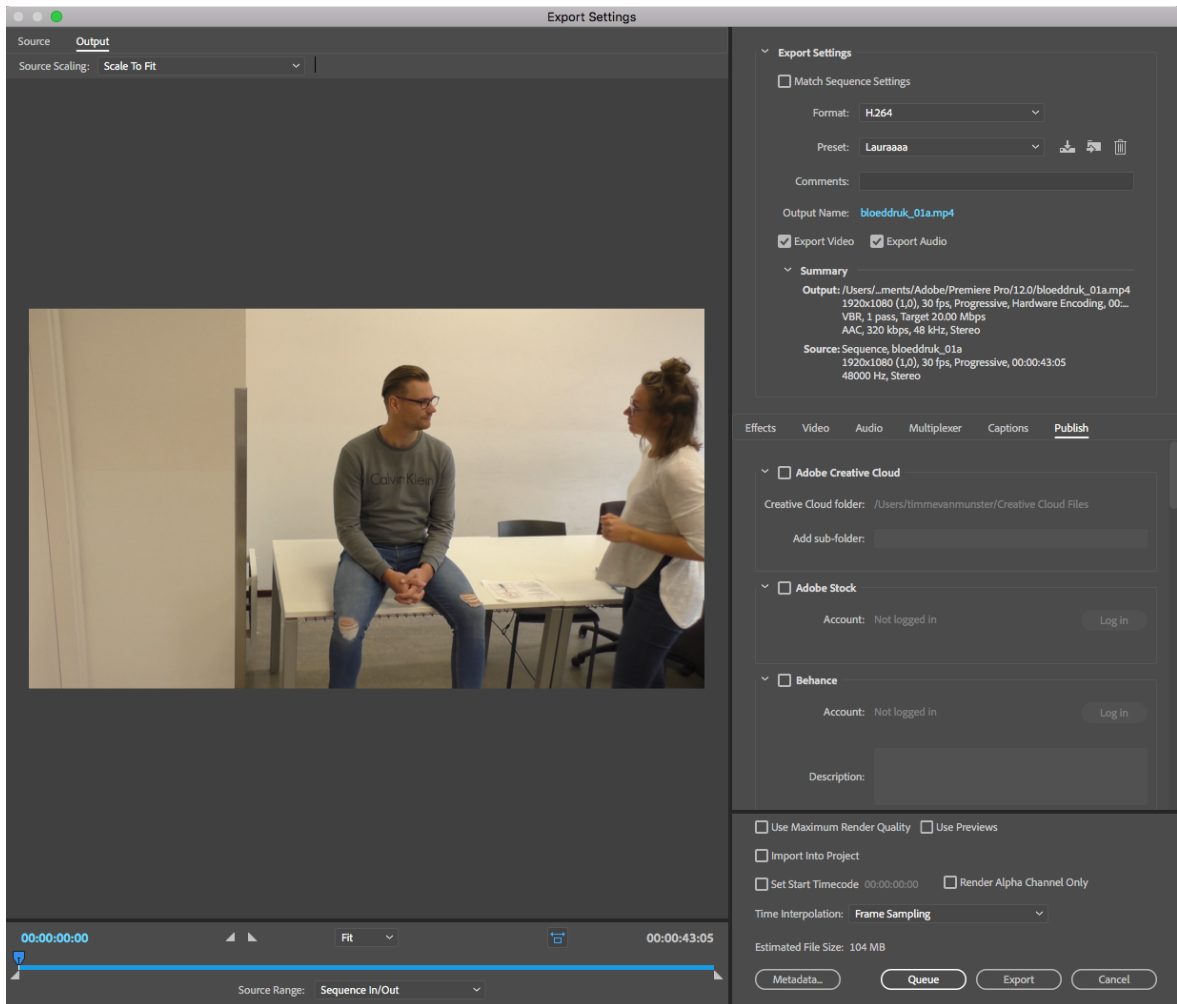 Export Settings
Source Output
Source Scaling: Scale To Fit
Calvin Klein
00:00:00:00 Fit 00:00:43:05
Source Range: Sequence In/Out
Export Settings
Match Sequence Settings
Format: H.264
Preset: Lauraaaa
Comments:
Output Name: bloeddruk_01a.mp4
Export Video Export Audio
Summary
Output: /Users/...ments/Adobe/Premiere Pro/12.0/bloeddruk_01a.mp4
1920x1080 (1,0), 30 fps, Progressive, Hardware Encoding, 00:...
VBR, 1 pass, Target 20.00 Mbps
AAC, 320 kbps, 48 kHz, Stereo
Source: Sequence, bloeddruk_01a
1920x1080 (1,0), 30 fps, Progressive, 00:00:43:05
48000 Hz, Stereo
Effects Video Audio Multiplexer Captions Publish
Adobe Creative Cloud
Creative Cloud folder: /Users/timmevanmunster/Creative Cloud Files
Add sub-folder:
Adobe Stock
Account: Not logged in Log in
Behance
Account: Not logged in Log in
Description:
Use Maximum Render Quality Use Previews
Import Into Project
Set Start Timecode 00:00:00:00 Render Alpha Channel Only
Time Interpolation: Frame Sampling
Estimated File Size: 104 MB
Metadata... Queue Export Cancel